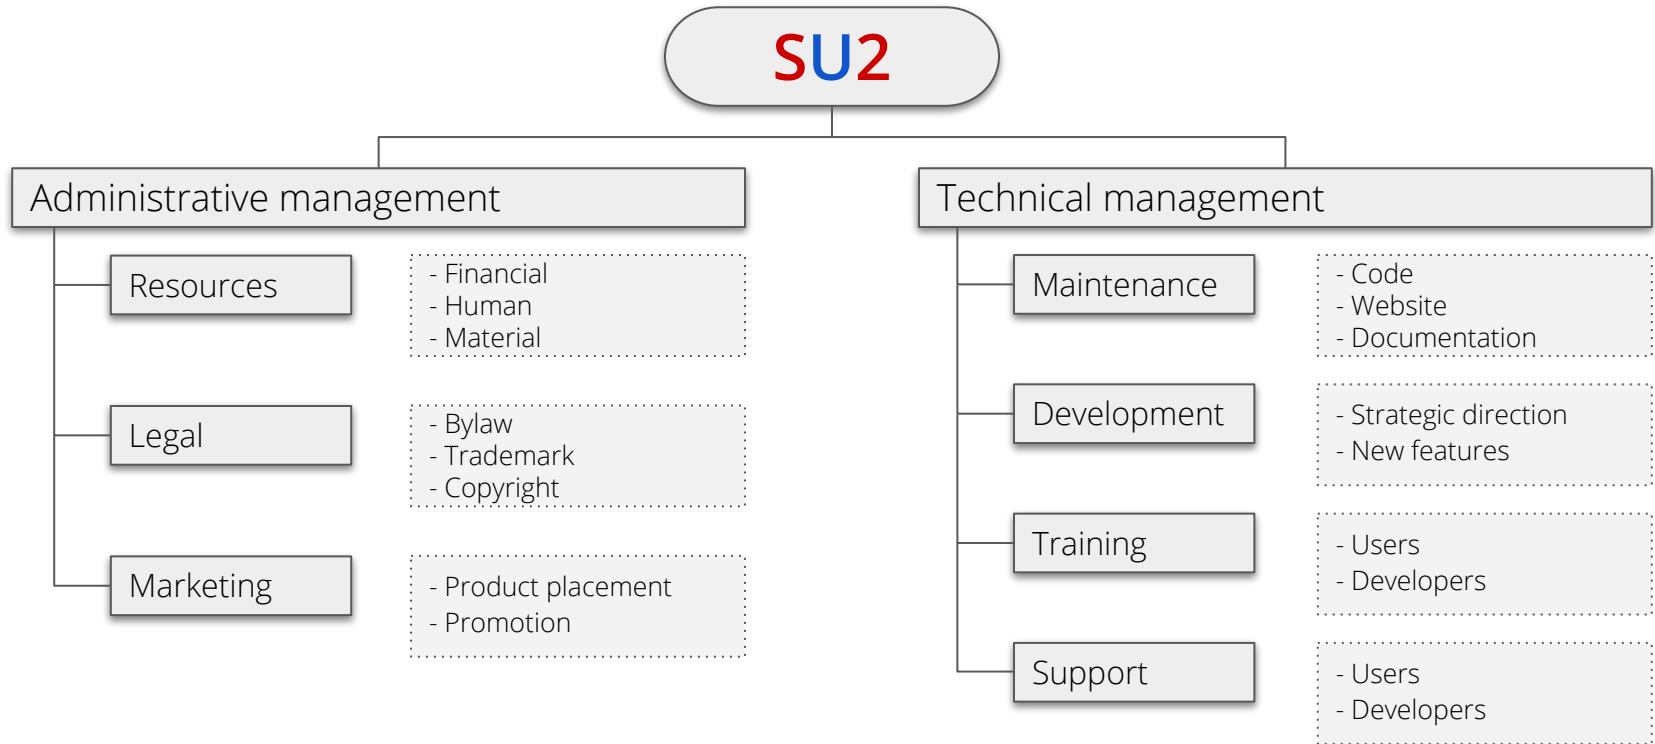 SU2
Administrative management
Resources
- Financial
- Human
- Material
Legal
- Bylaw
- Trademark
- Copyright
Marketing
- Product placement
- Promotion
Technical management
Maintenance
- Code
- Website
- Documentation
Development
- Strategic direction
- New features
Training
- Users
- Developers
Support
- Users
- Developers